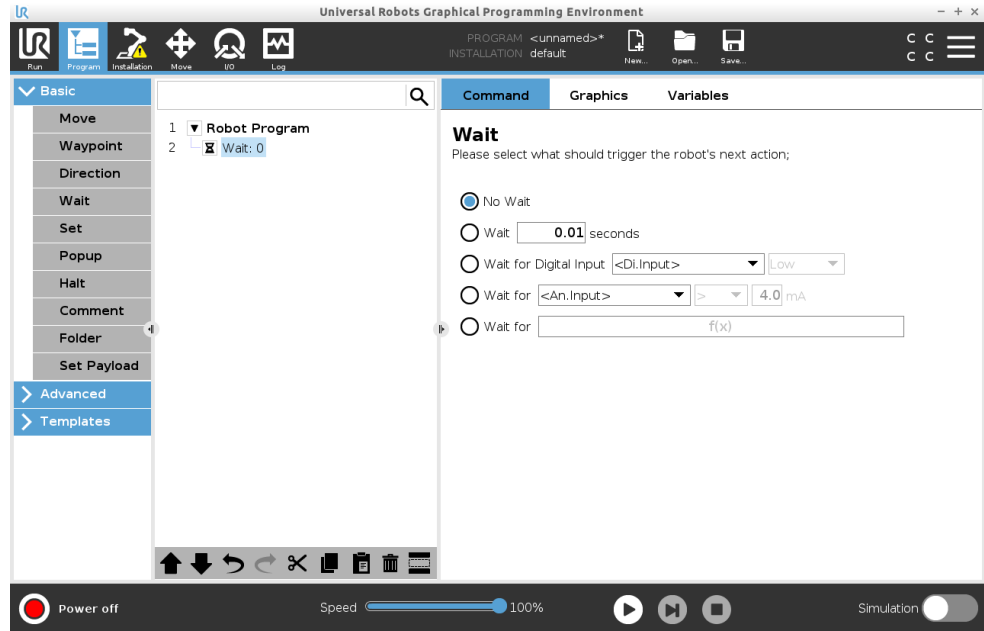 Universal Robots Graphical Programming Environment
UR
Run
Program
Installation
Move
I/O
Log
PROGRAM <unnamed>*
INSTALLATION default
New...
Open...
Save...
C C
C C
Basic
Move
Waypoint
Direction
Wait
Set
Popup
Halt
Comment
Folder
Set Payload
Advanced
Templates
1 Robot Program
2 Wait: 0
Command Graphics Variables
Wait
Please select what should trigger the robot's next action;
No Wait
Wait 0.01 seconds
Wait for Digital Input <Di.Input> Low
Wait for <An.Input> > 4.0 mA
Wait for f(x)
Power off
Speed 100%
Simulation